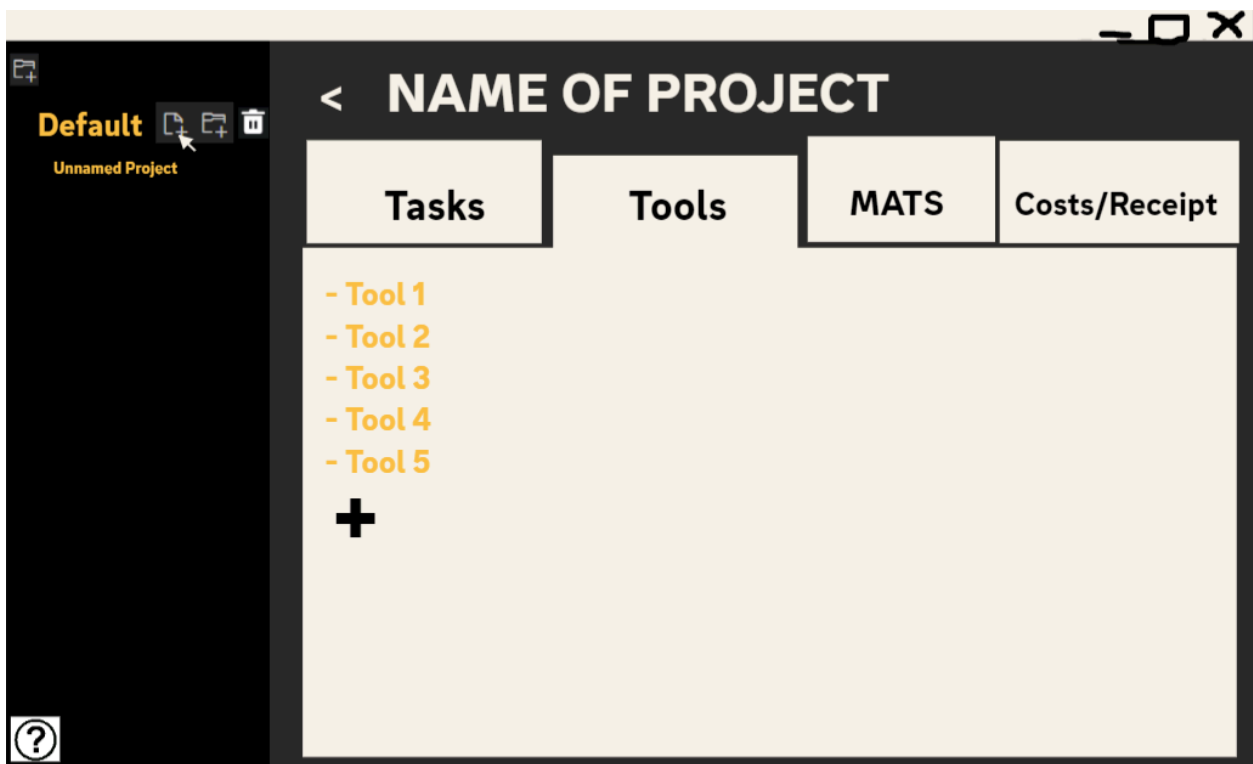 < NAME OF PROJECT
Default
Unnamed Project
Tasks Tools MATS Costs/Receipt
- Tool 1
- Tool 2
- Tool 3
- Tool 4
- Tool 5
+
?